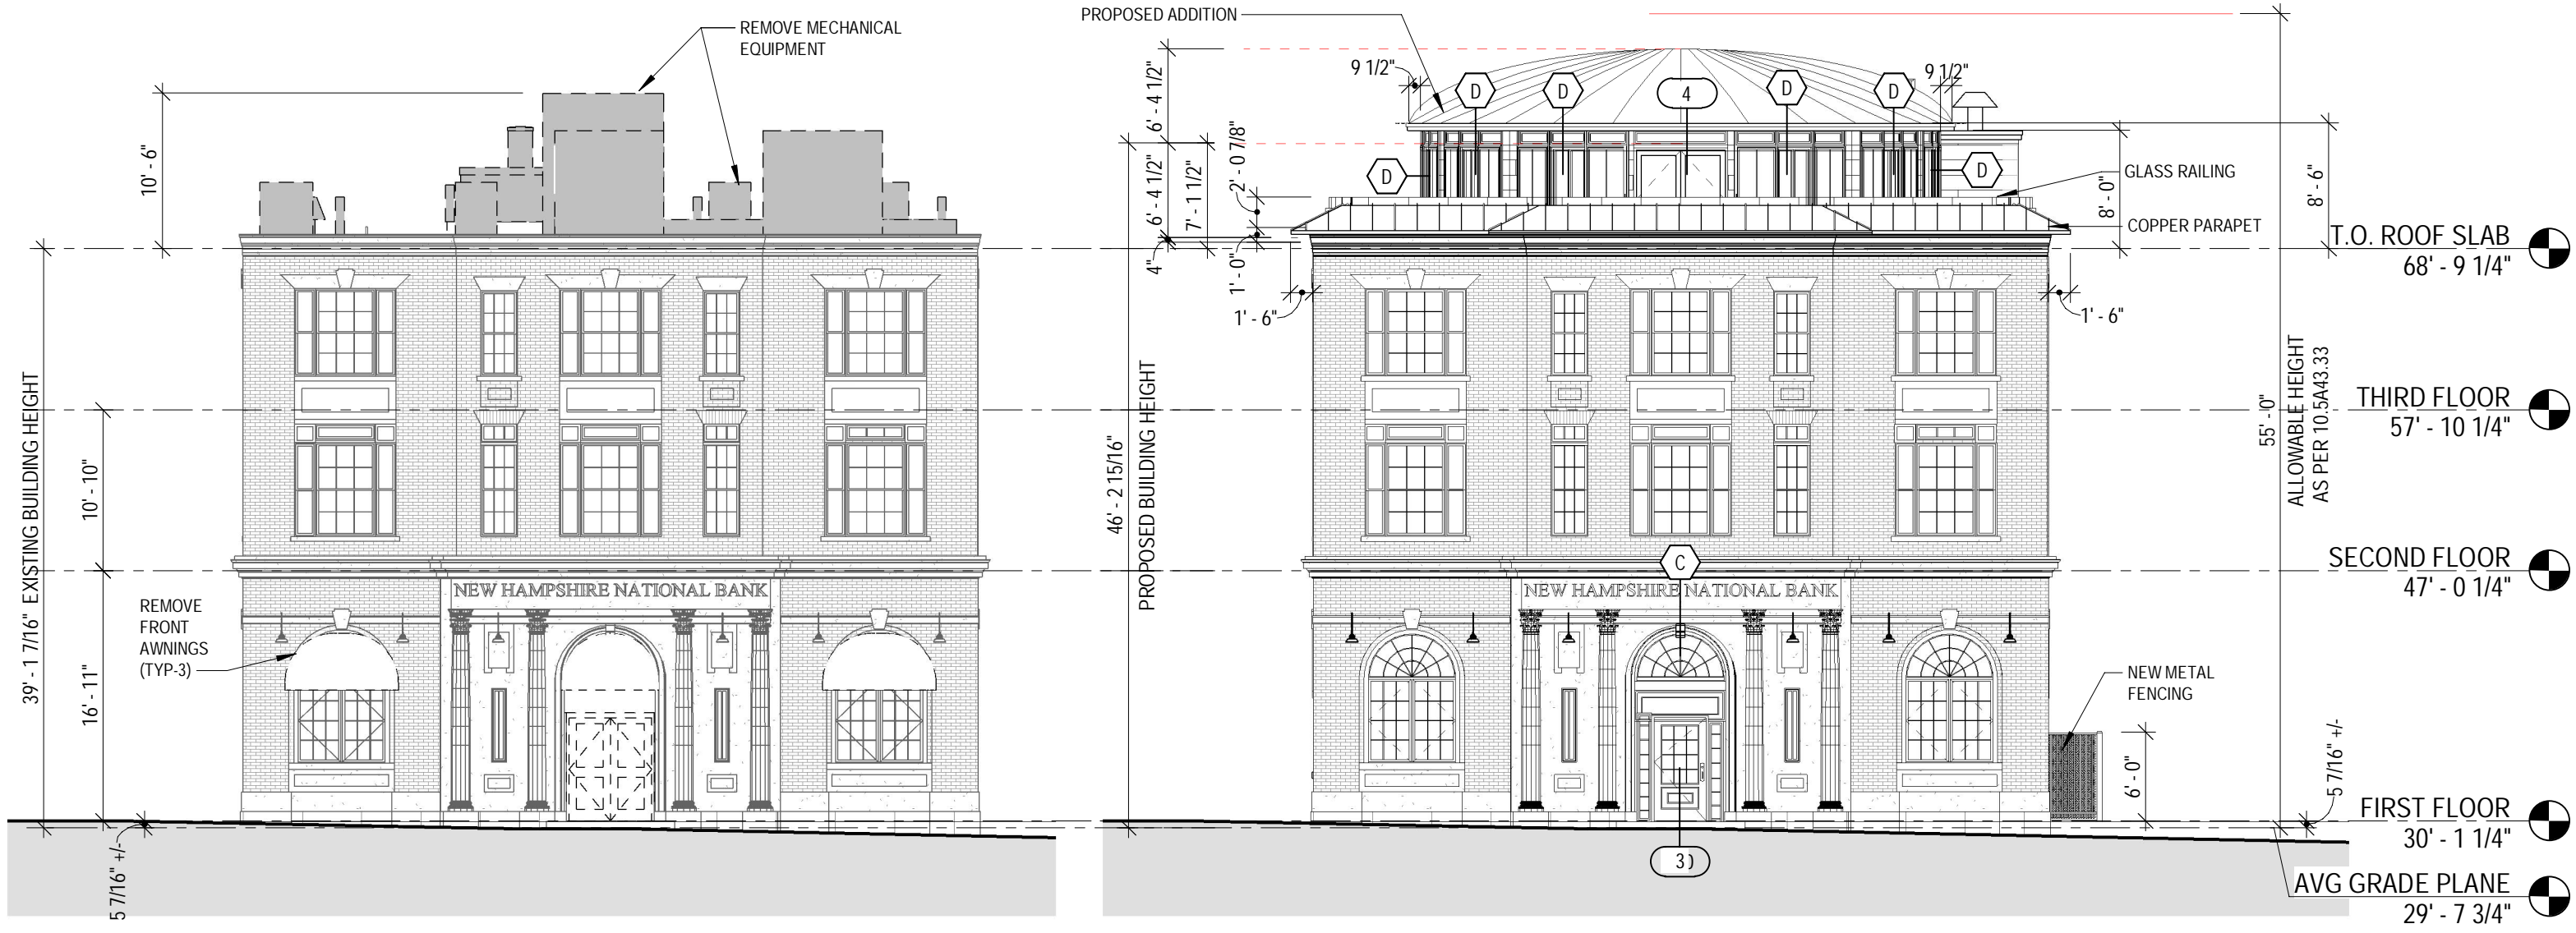 REMOVE MECHANICAL
EQUIPMENT
10' - 6"
39' - 1 7/16" EXISTING BUILDING HEIGHT
10' - 10"
16' - 11"
5 7/16" +/-
REMOVE
FRONT
AWNINGS
(TYP-3)
NEW HAMPSHIRE NATIONAL BANK
PROPOSED ADDITION
9 1/2"
9 1/2"
D
D
4
D
D
D
D
6' - 4 1/2"
6' - 4 1/2"
7' - 1 1/2"
2' - 0 7/8"
4"
1' - 0"
1' - 6"
1' - 6"
46' - 2 15/16"
PROPOSED BUILDING HEIGHT
GLASS RAILING
COPPER PARAPET
8' - 0"
8' - 6"
55' - 0"
ALLOWABLE HEIGHT
AS PER 10.5A43.33
C
NEW HAMPSHIRE NATIONAL BANK
3)
NEW METAL
FENCING
6' - 0"
5 7/16" +/-
T.O. ROOF SLAB
68' - 9 1/4"
THIRD FLOOR
57' - 10 1/4"
SECOND FLOOR
47' - 0 1/4"
FIRST FLOOR
30' - 1 1/4"
AVG GRADE PLANE
29' - 7 3/4"